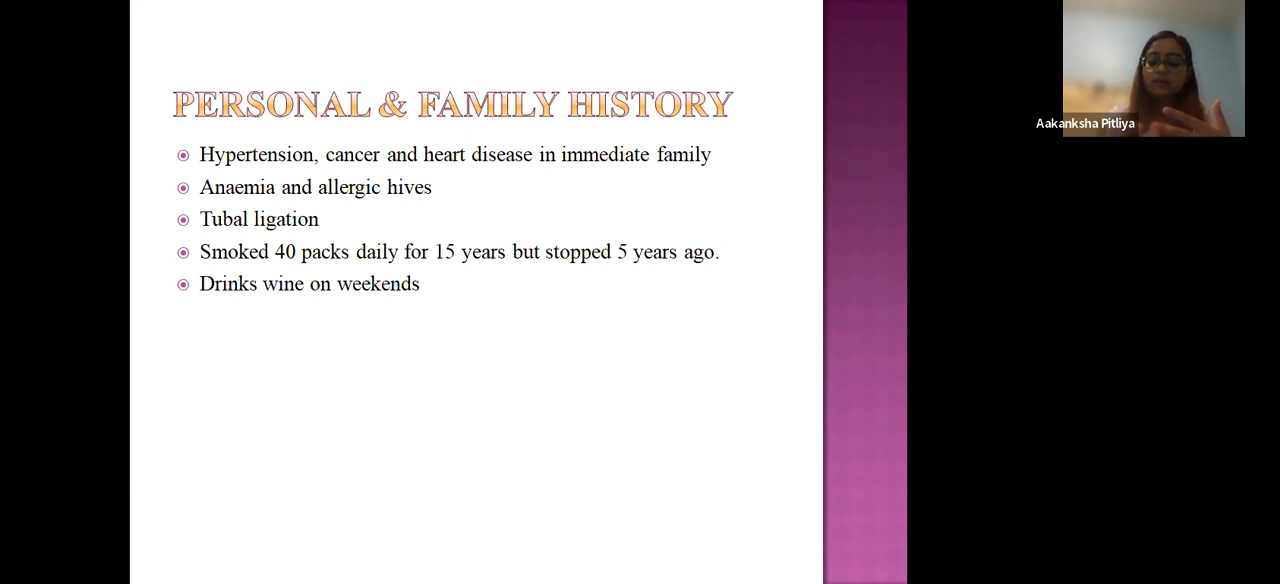 PERSONAL & FAMILY HISTORY
Hypertension, cancer and heart disease in immediate family
Anaemia and allergic hives
Tubal ligation
Smoked 40 packs daily for 15 years but stopped 5 years ago.
Drinks wine on weekends
Aakanksha Pitliya